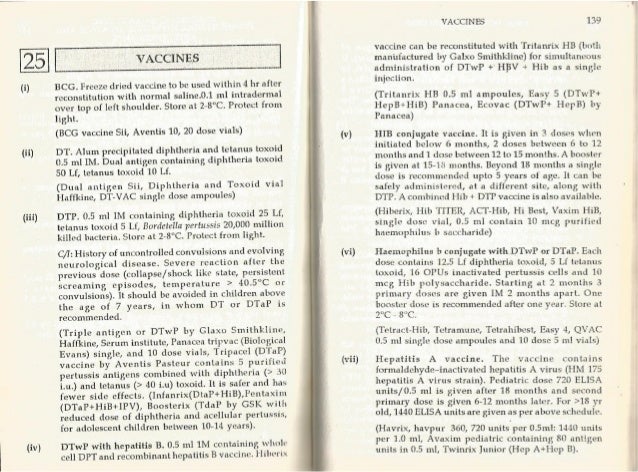 25
VACCINES
(i) BCG. Freeze dried vaccine to be used within 4 hr after
reconstitution with normal saline.0.1 ml intradermal
over top of left shoulder. Store at 2-8°C. Protect from
light.
(BCG vaccine Sii, Aventis 10, 20 dose vials)
(ii) DT. Alum precipitated diphtheria and tetanus toxoid
0.5 ml IM. Dual antigen containing diphtheria toxoid
50 Lf, tetanus toxoid 10 Lf.
(Dual antigen Sii, Diphtheria and Toxoid vial
Haffkine, DT-VAC single dose ampoules)
(iii) DTP. 0.5 ml IM containing diphtheria toxoid 25 Lf,
tetanus toxoid 5 Lf, Bordetella pertussis 20,000 million
killed bacteria. Store at 2-8°C. Protect from light.
C/I: History of uncontrolled convulsions and evolving
neurological disease. Severe reaction after the
previous dose (collapse/shock like state, persistent
screaming episodes, temperature > 40.5°C or
convulsions). It should be avoided in children above
the age of 7 years, in whom DT or DTaP is
recommended.
(Triple antigen or DTwP by Glaxo Smithkline,
Haffkine, Serum institute, Panacea tripvac (Biological
Evans) single, and 10 dose vials, Tripacel (DTaP)
vaccine by Aventis Pasteur contains 5 purified
pertussis antigens combined with diphtheria (> 30
i.u.) and tetanus (> 40 i.u) toxoid. It is safer and has
fewer side effects. (Infanrix(DtaP+HiB),Pentaxim
(DTaP+HiB+IPV), Boosterix (TdaP by GSK with
reduced dose of diphtheria and acellular pertussis,
for adolescent children between 10-14 years).
(iv) DTwP with hepatitis B. 0.5 ml 1M containing whole
cell DPT and recombinant hepatitis B vaccine. Hiberix
VACCINES 139
vaccine can be reconstituted with Tritanrix HB (both
manufactured by Galxo Smithkline) for simultaneous
administration of DTwP + HBV + Hib as a single
injection.
(Tritanrix HB 0.5 ml ampoules, Easy 5 (DTwP+
HepB+HiB) Panacea, Ecovac (DTwP+ HepB) by
Panacea)
(v) HIB conjugate vaccine. It is given in 3 doses when
initiated below 6 months, 2 doses between 6 to 12
months and 1 dose between 12 to 15 months. A booster
is given at 15-18 months. Beyond 18 months a single
dose is recommended upto 5 years of age. It can be
safely administered, at a different site, along with
DTP. A combined Hib + DTP vaccine is also available.
(Hiberix, Hib TITER, ACT-Hib, Hi Best, Vaxim HiB,
single dose vial, 0.5 ml contain 10 mcg purified
haemophilus b saccharide)
(vi) Haemophilus b conjugate with DTwP or DTaP. Each
dose contains 12.5 Lf diphtheria toxoid, 5 Lf tetanus
toxoid, 16 OPUs inactivated pertussis cells and 10
mcg Hib polysaccharide. Starting at 2 months 3
primary doses are given IM 2 months apart. One
booster dose is recommended after one year. Store at
2°C - 8°C.
(Tetract-Hib, Tetramune, Tetrahibest, Easy 4, QVAC
0.5 ml single dose ampoules and 10 dose 5 ml vials)
(vii) Hepatitis A vaccine. The vaccine contains
formaldehyde-inactivated hepatitis A virus (HM 175
hepatitis A virus strain). Pediatric dose 720 ELISA
units/0.5 ml is given after 18 months and second
primary dose is given 6-12 months later. For >18 yr
old, 1440 ELISA units are given as per above schedule.
(Havrix, havpur 360, 720 units per 0.5ml: 1440 units
per 1.0 ml, Avaxim pediatric containing 80 antigen
units in 0.5 ml, Twinrix Junior (Hep A+Hep B).